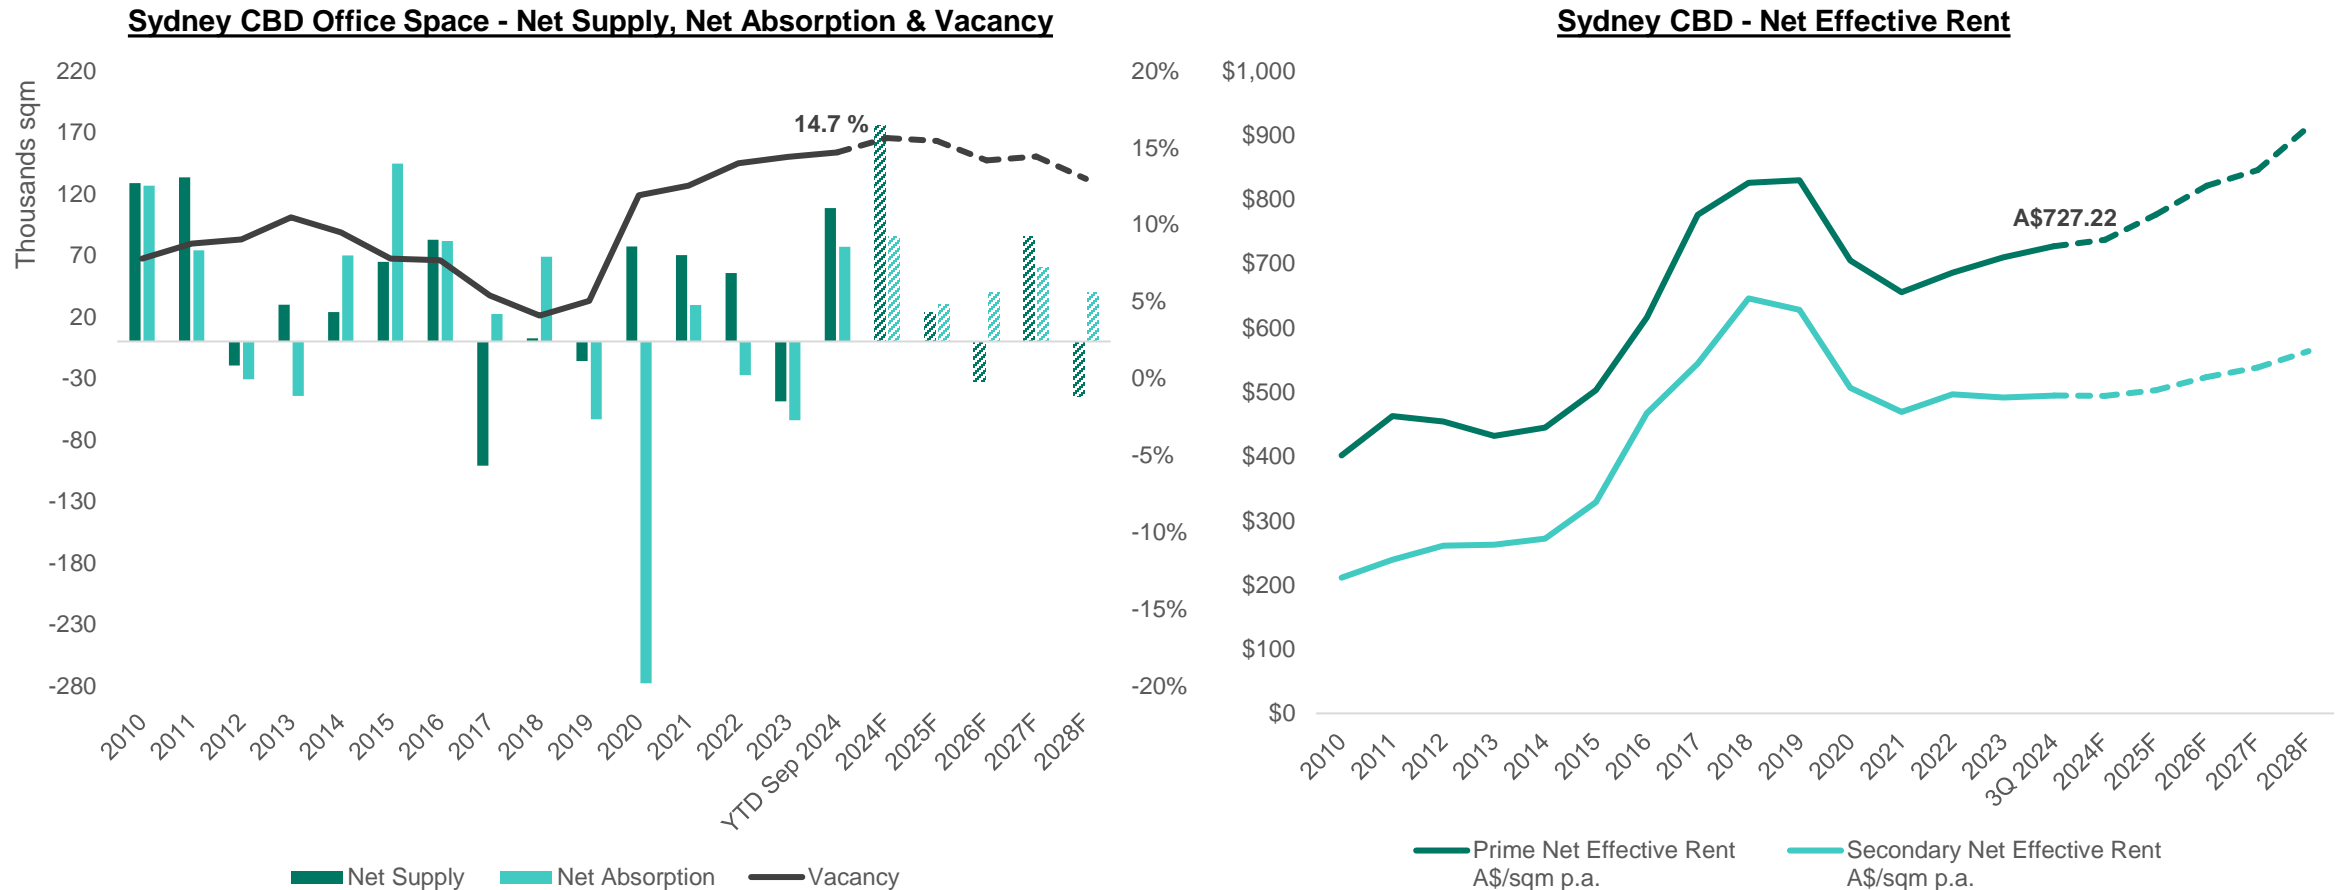 Sydney CBD Office Space - Net Supply, Net Absorption & Vacancy
Thousands sqm
220
170
120
70
20
-30
-80
-130
-180
-230
-280
14.7 %
20%
15%
10%
5%
0%
-5%
-10%
-15%
-20%
2010
2011
2012
2013
2014
2015
2016
2017
2018
2019
2020
2021
2022
2023
YTD Sep 2024
2024F
2025F
2026F
2027F
2028F
Net Supply
Net Absorption
Vacancy
Sydney CBD - Net Effective Rent
$1,000
$900
$800
$700
$600
$500
$400
$300
$200
$100
$0
A$727.22
2010
2011
2012
2013
2014
2015
2016
2017
2018
2019
2020
2021
2022
2023
3Q 2024
2024F
2025F
2026F
2027F
2028F
Prime Net Effective Rent
A$/sqm p.a.
Secondary Net Effective Rent
A$/sqm p.a.